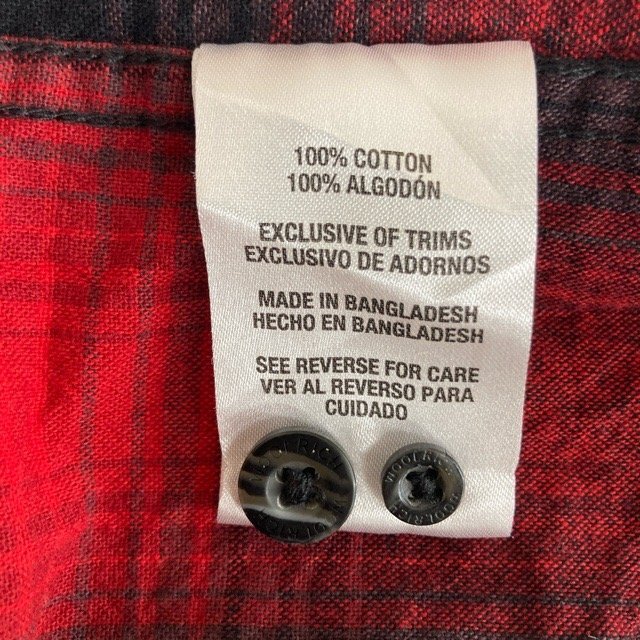 100% COTTON
100% ALGODÓN
EXCLUSIVE OF TRIMS
EXCLUSIVO DE ADORNOS
MADE IN BANGLADESH
HECHO EN BANGLADESH
SEE REVERSE FOR CARE
VER AL REVERSO PARA
CUIDADO
WOOLRICH